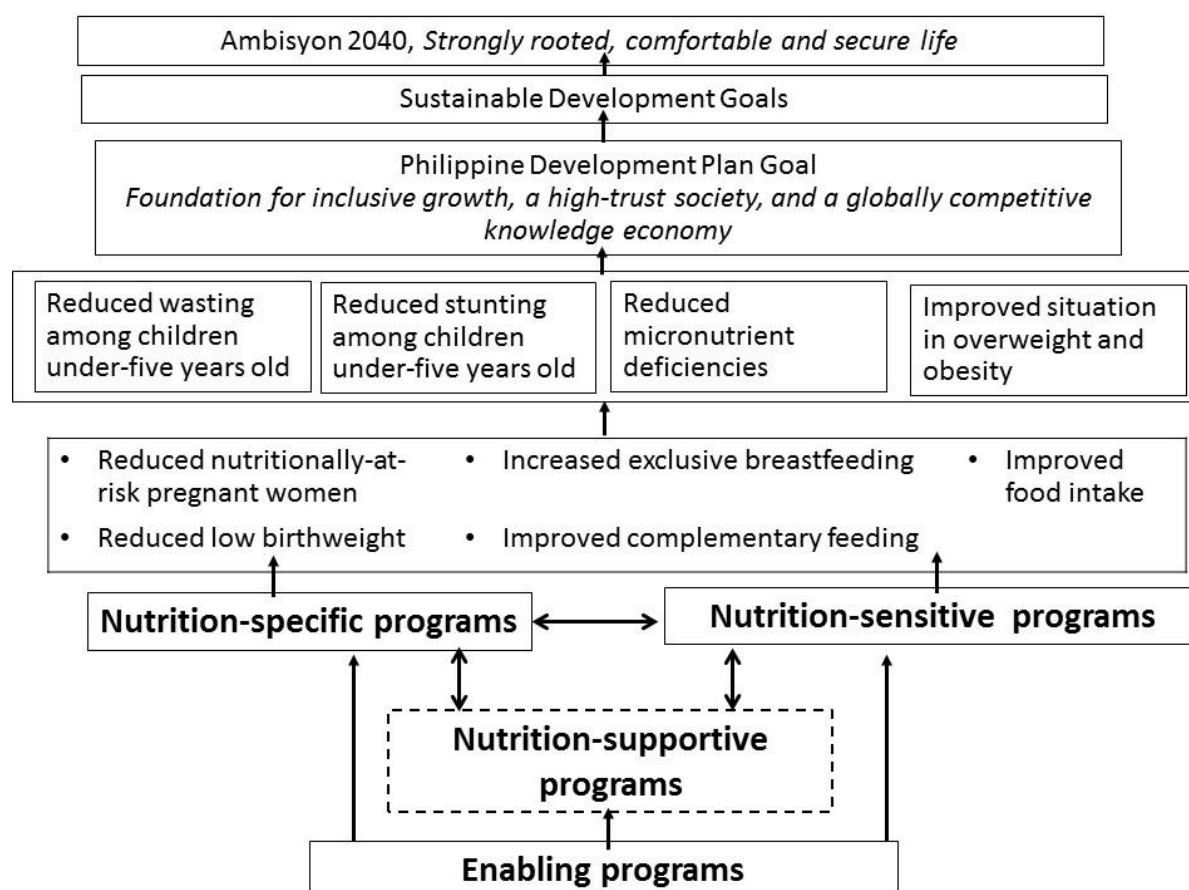 Ambisyon 2040, Strongly rooted, comfortable and secure life
Sustainable Development Goals
Philippine Development Plan Goal
Foundation for inclusive growth, a high-trust society, and a globally competitive
knowledge economy
Reduced wasting
among children
under-five years old
Reduced stunting
among children
under-five years old
Reduced
micronutrient
deficiencies
Improved situation
in overweight and
obesity
• Reduced nutritionally-at-
risk pregnant women
• Reduced low birthweight
• Increased exclusive breastfeeding
• Improved complementary feeding
• Improved
food intake
Nutrition-specific programs
Nutrition-sensitive programs
Nutrition-supportive
programs
Enabling programs